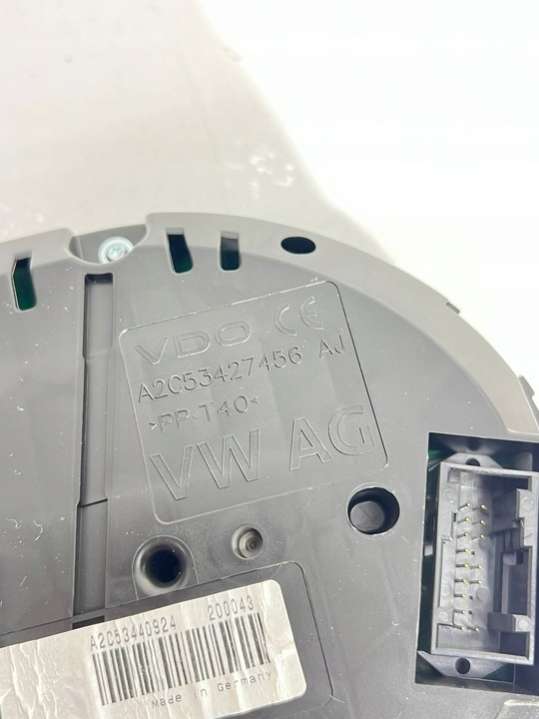 VDO CE
A2C53427456 AJ
>PP-T40<
VW AG
A2C53440924 200043
Made in Germany